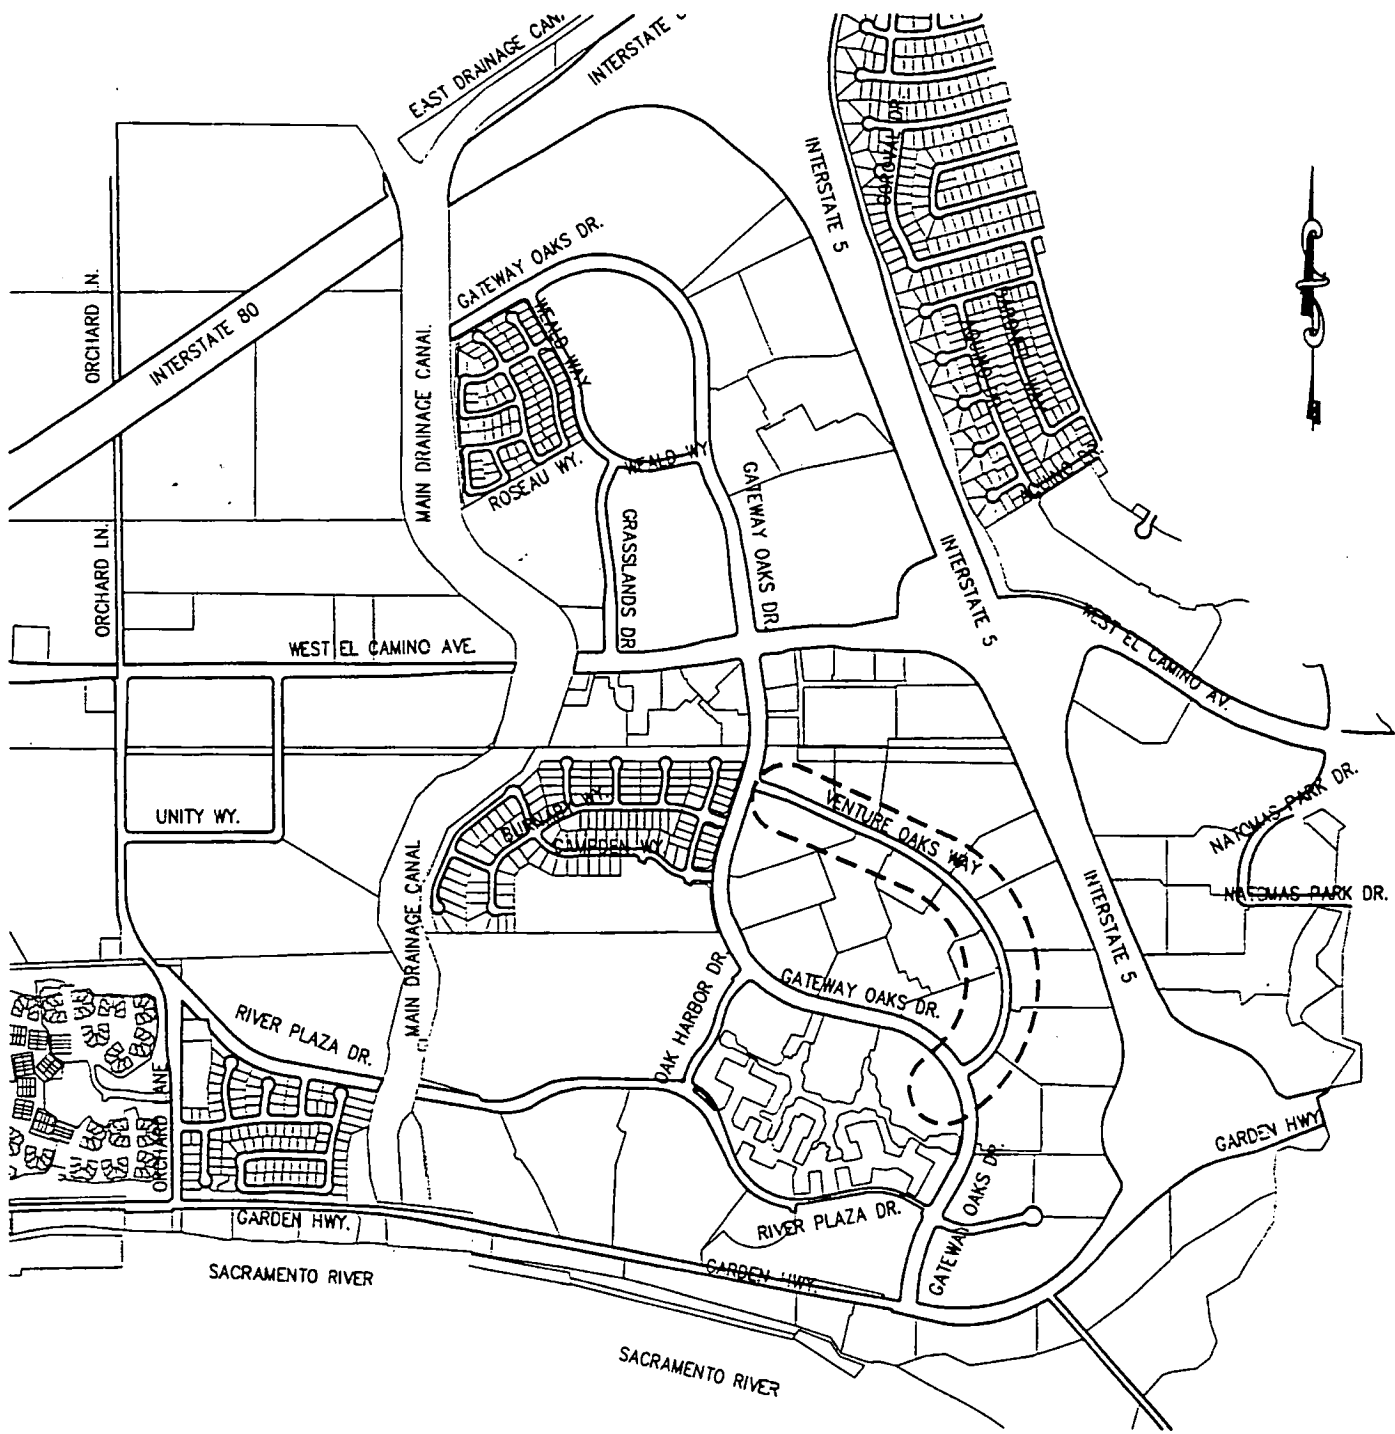 EAST DRAINAGE CAN
INTERSTATE
INTERSTATE 5
GATEWAY OAKS DR.
ORCHARD LN.
INTERSTATE 80
WEALD WAY
MAIN DRAINAGE CANAL
ROSEAU WY.
WEALD WY
GATEWAY OAKS DR.
GRASSLANDS DR
ORCHARD LN.
INTERSTATE 5
WEST EL CAMINO AVE.
WEST EL CAMINO AV.
UNITY WY.
BURNABY WY.
CAMPDEN WY.
VENTURE OAKS WAY
NATOMAS PARK DR.
NATOMAS PARK DR.
INTERSTATE 5
MAIN DRAINAGE CANAL
OAK HARBOR DR.
GATEWAY OAKS DR.
RIVER PLAZA DR.
ORCHARD LANE
GARDEN HWY
GATEWAY OAKS DR.
RIVER PLAZA DR.
GARDEN HWY.
GARDEN HWY.
SACRAMENTO RIVER
SACRAMENTO RIVER